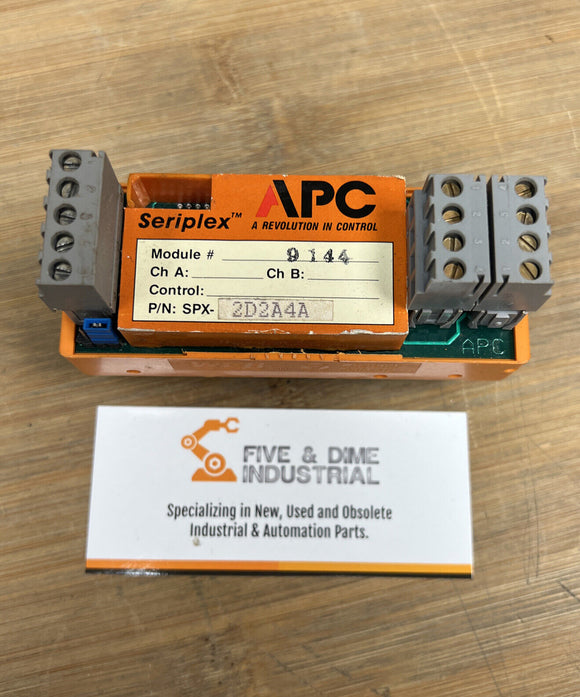 APC
Seriplex™ A REVOLUTION IN CONTROL
Module # 9144
Ch A: Ch B:
Control:
P/N: SPX- 2D2A4A
APC
FIVE & DIME
INDUSTRIAL
Specializing in New, Used and Obsolete
Industrial & Automation Parts.